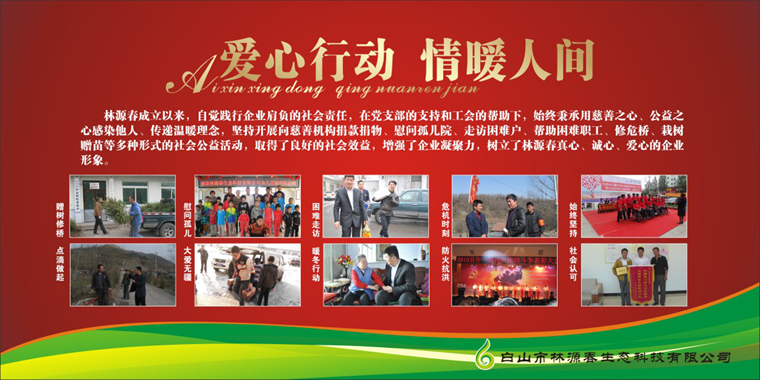 爱心行动 情暖人间
Ai xin xing dong qing nuan ren jian
林源春成立以来，自觉践行企业肩负的社会责任，在党支部的支持和工会的帮助下，始终秉承用慈善之心、公益之
心感染他人、传递温暖理念，坚持开展向慈善机构捐款捐物、慰问孤儿院、走访困难户、帮助困难职工、修危桥、栽树
赠苗等多种形式的社会公益活动，取得了良好的社会效益，增强了企业凝聚力，树立了林源春真心、诚心、爱心的企业
形象。
赠树修桥
慰问孤儿
困难走访
危机时刻
始终坚持
点滴做起
大爱无疆
暖冬行动
防火抗洪
社会认可
白山市林源春生态科技有限公司